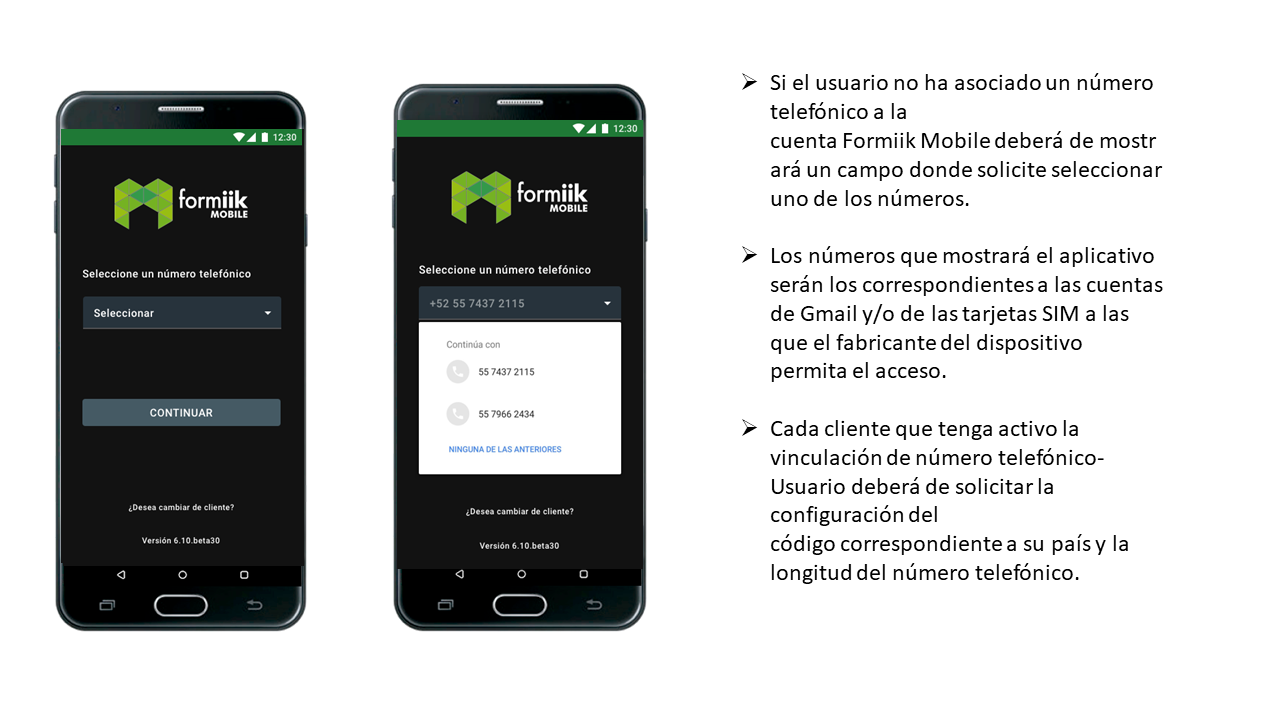 12:30
formiik
MOBILE
Seleccione un número telefónico
Seleccionar
CONTINUAR
¿Desea cambiar de cliente?
Versión 6.10.beta30
12:30
formiik
MOBILE
Seleccione un número telefónico
+52 55 7437 2115
Continúa con
55 7437 2115
55 7966 2434
NINGUNA DE LAS ANTERIORES
¿Desea cambiar de cliente?
Versión 6.10.beta30
➢ Si el usuario no ha asociado un número
telefónico a la
cuenta Formiik Mobile deberá de mostr
ará un campo donde solicite seleccionar
uno de los números.
➢ Los números que mostrará el aplicativo
serán los correspondientes a las cuentas
de Gmail y/o de las tarjetas SIM a las
que el fabricante del dispositivo
permita el acceso.
➢ Cada cliente que tenga activo la
vinculación de número telefónico-
Usuario deberá de solicitar la
configuración del
código correspondiente a su país y la
longitud del número telefónico.